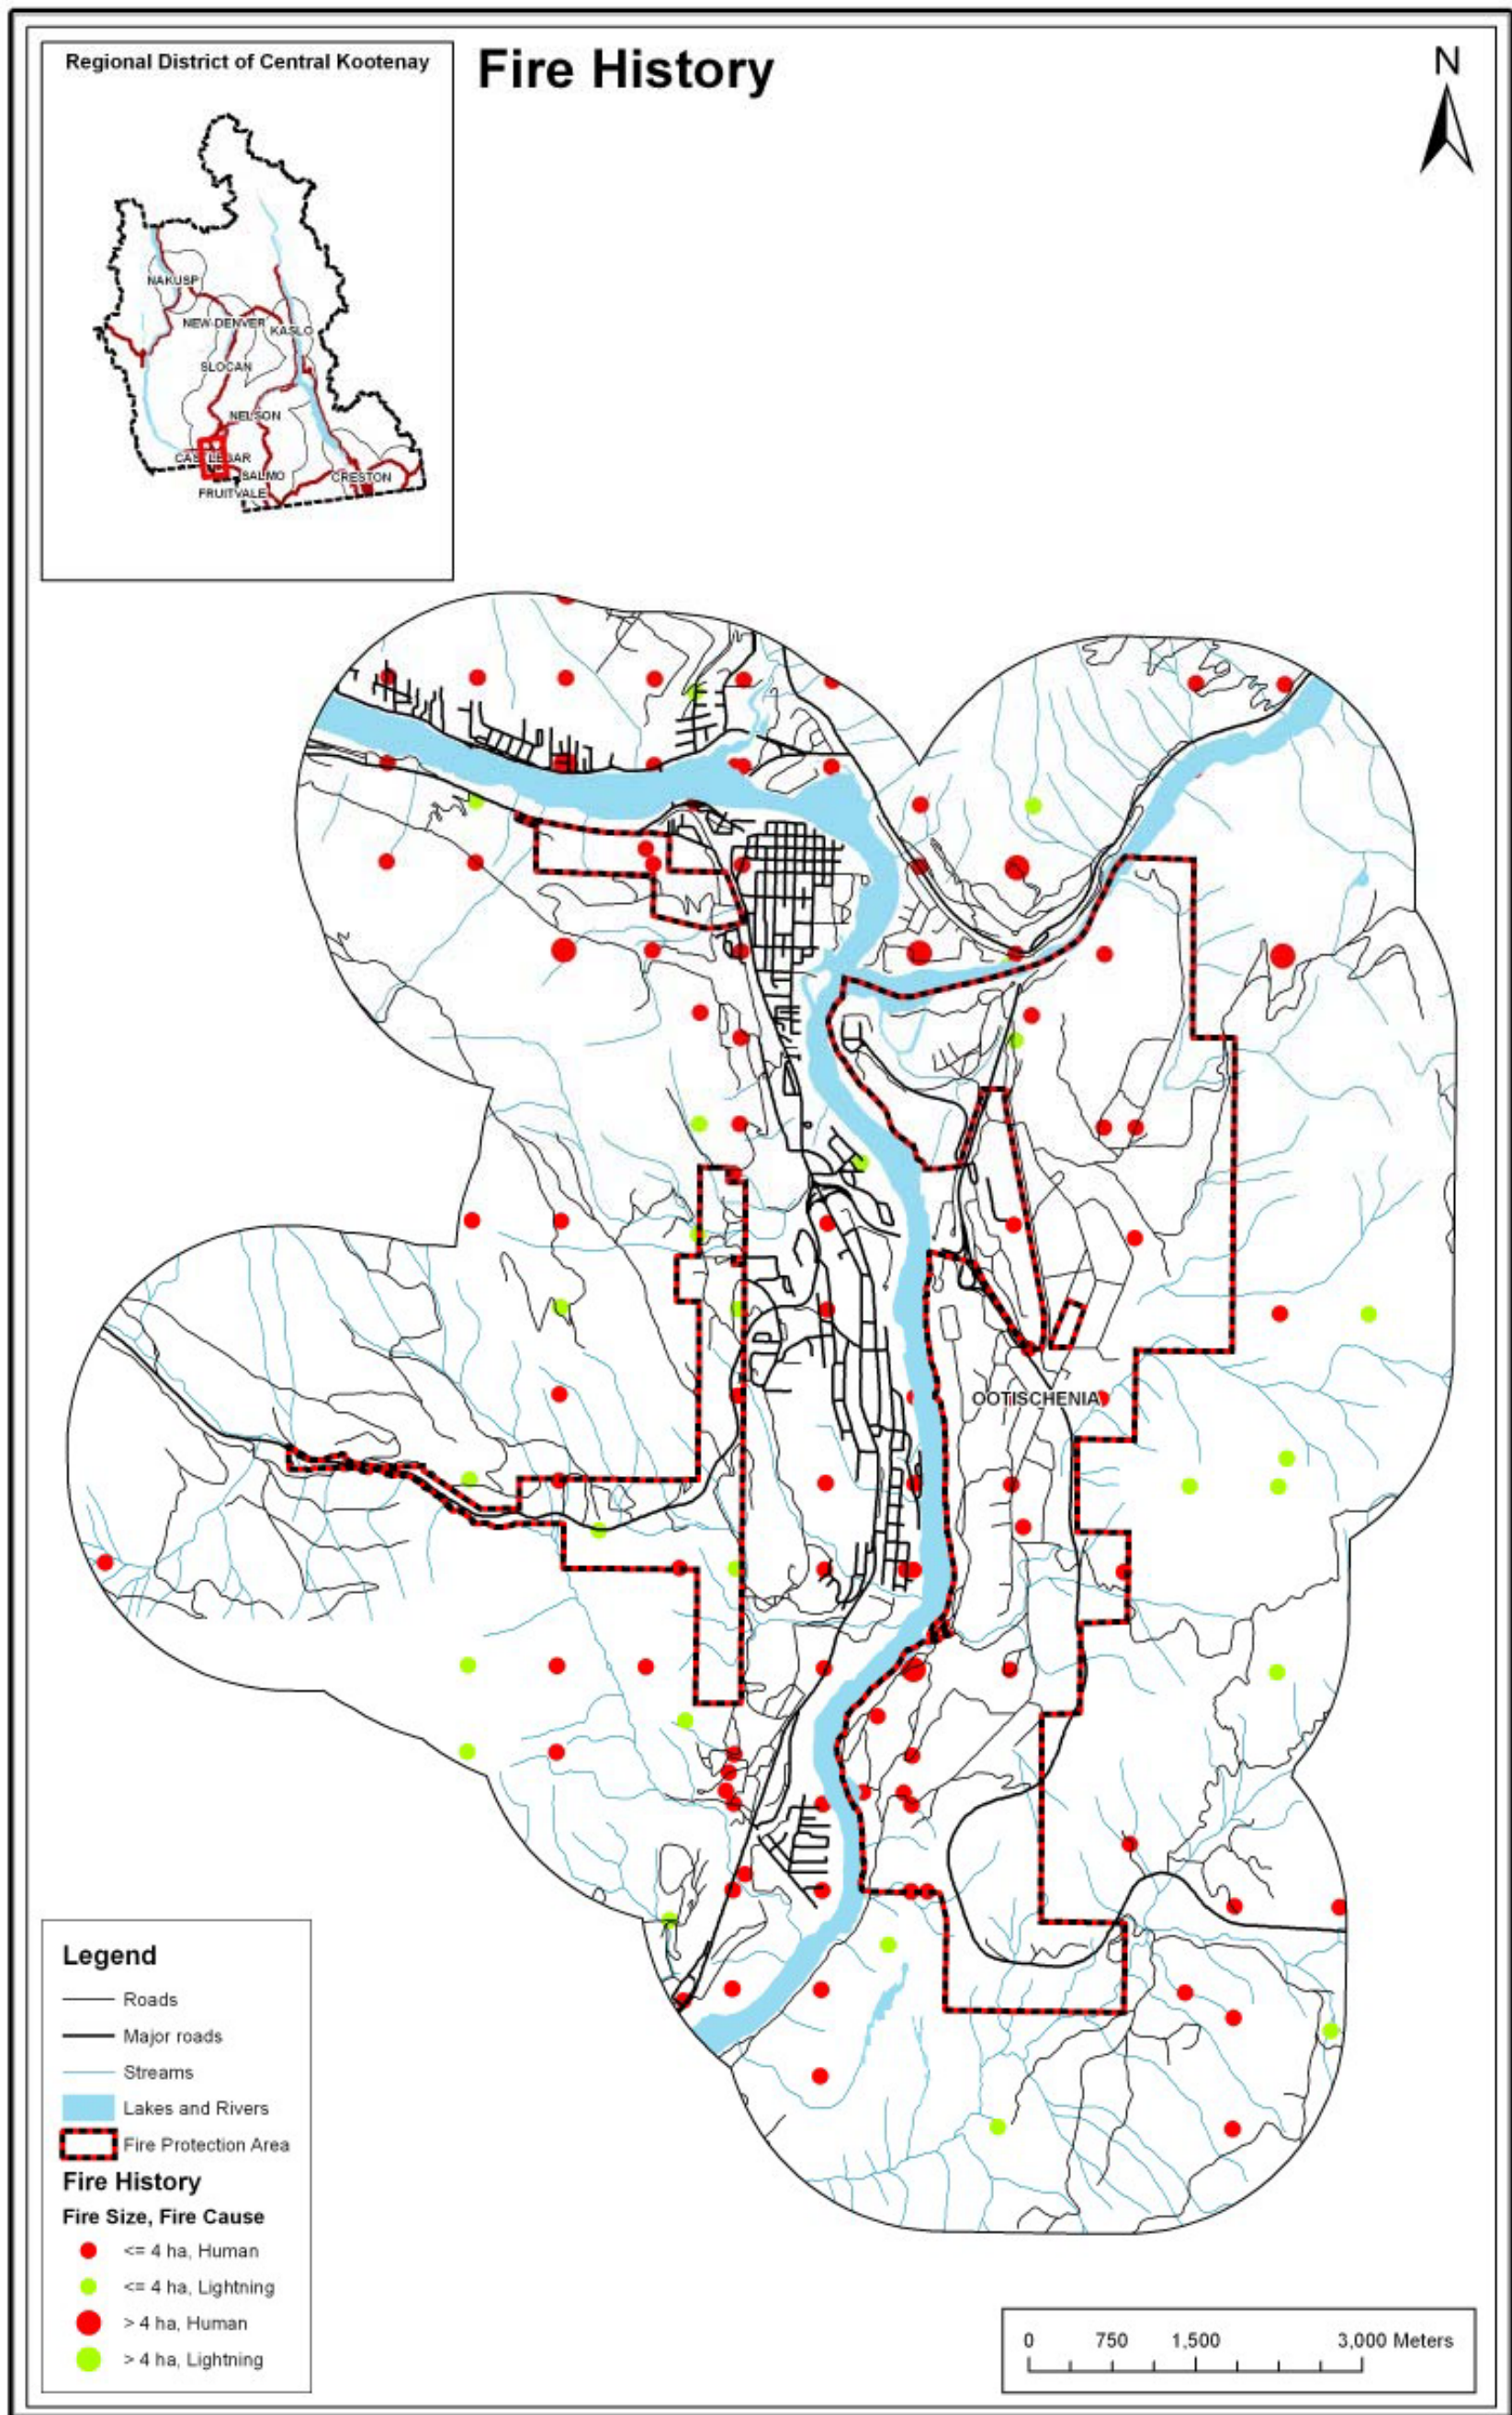 Regional District of Central Kootenay
Fire History
N
NAKUSP
NEW DENVER
KASLO
SLOCAN
NELSON
CASTLEGAR
SALMO
CRESTON
FRUITVALE
OOTISCHENIA
Legend
Roads
Major roads
Streams
Lakes and Rivers
Fire Protection Area
Fire History
Fire Size, Fire Cause
<= 4 ha, Human
<= 4 ha, Lightning
> 4 ha, Human
> 4 ha, Lightning
0 750 1,500 3,000 Meters